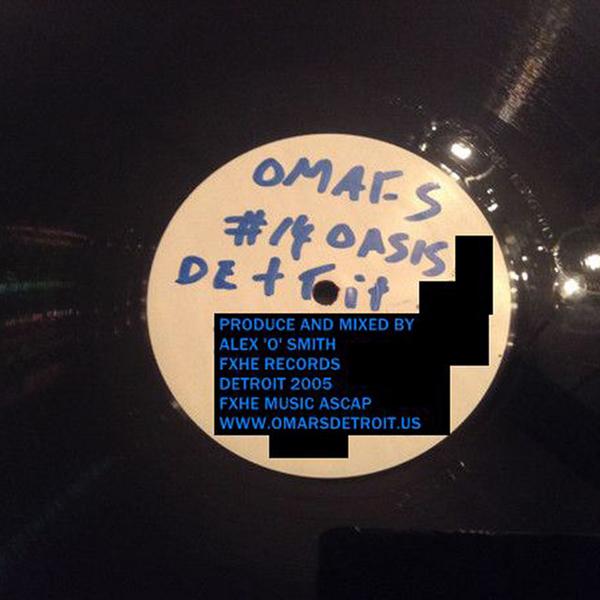 OMAR-S
#14 OASIS
DETROit
PRODUCE AND MIXED BY
ALEX 'O' SMITH
FXHE RECORDS
DETROIT 2005
FXHE MUSIC ASCAP
WWW.OMARSDETROIT.US